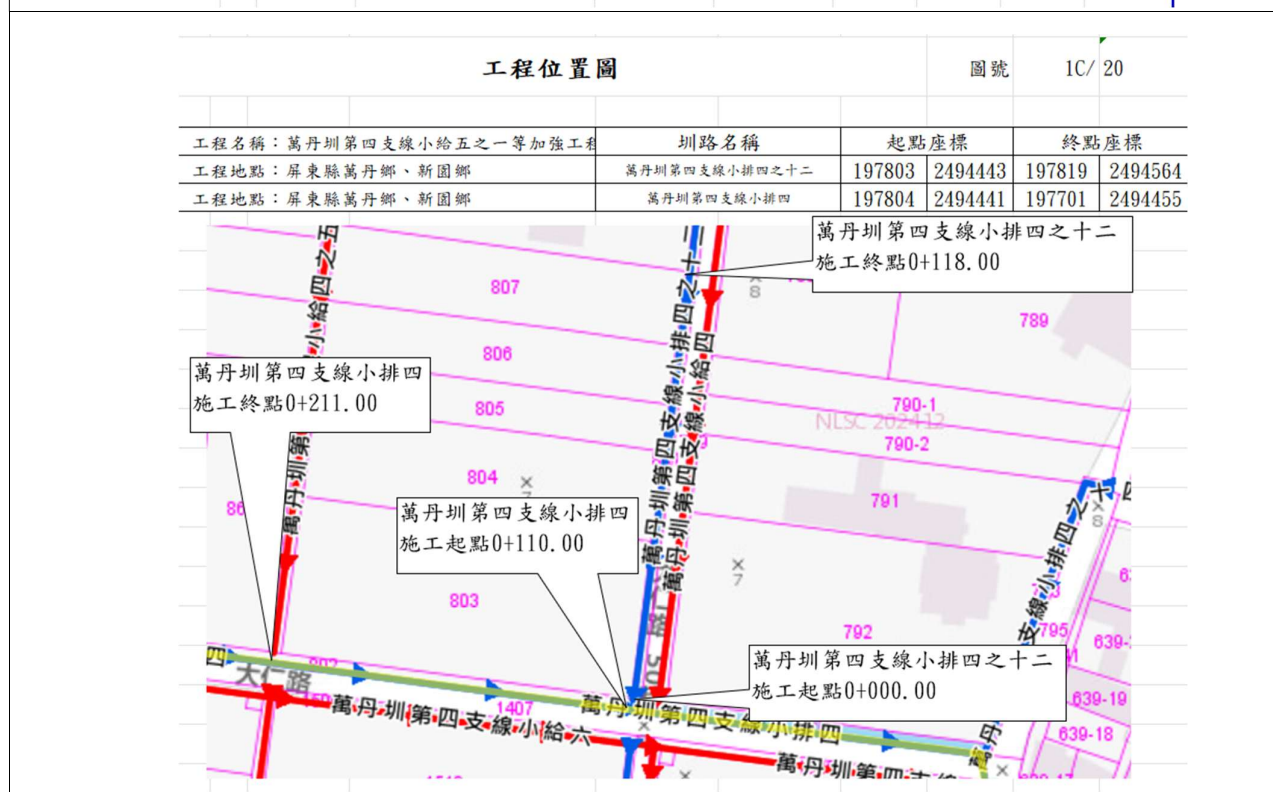 工程位置圖
圖號 1C/ 20
工程名稱：萬丹圳第四支線小給五之一等加強工程 圳路名稱 起點座標 終點座標
工程地點：屏東縣萬丹鄉、新園鄉 萬丹圳第四支線小排四之十二 197803 2494443 197819 2494564
工程地點：屏東縣萬丹鄉、新園鄉 萬丹圳第四支線小排四 197804 2494441 197701 2494455
萬丹圳第四支線小排四之十二
施工終點0+118.00
807
8
789
806
萬丹圳第四支線小排四
施工終點0+211.00
805
790-1
NLSC 202412
790-2
804
791
萬丹圳第四支線小排四
施工起點0+110.00
萬丹圳第四支線小排四之十二
萬丹圳第四支線小給四
8
7
803
792
795
萬丹圳第四支線小排四之十二
施工起點0+000.00
四
大仁路
639-19
639-18
1407
萬丹圳第四支線小排四
萬丹圳第四支線小給六